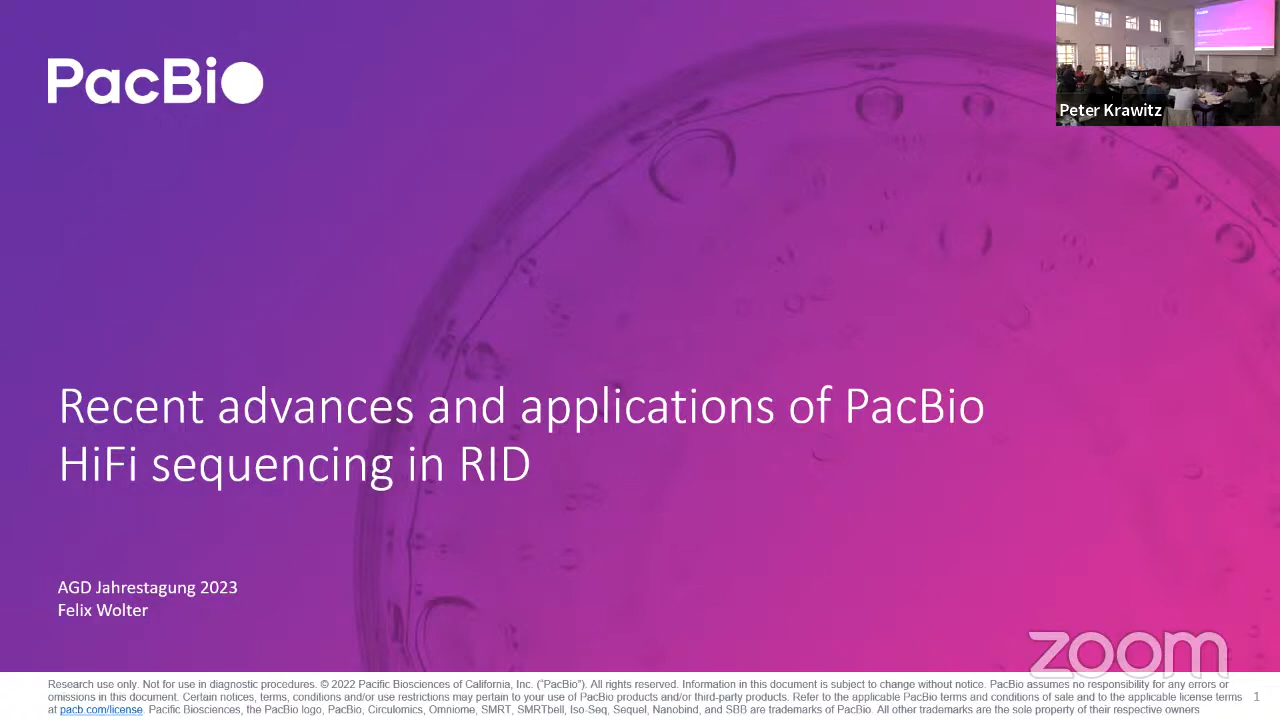 PacBio
Peter Krawitz
Recent advances and applications of PacBio
HiFi sequencing in RID
AGD Jahrestagung 2023
Felix Wolter
zoom
Research use only. Not for use in diagnostic procedures. © 2022 Pacific Biosciences of California, Inc. (“PacBio”). All rights reserved. Information in this document is subject to change without notice. PacBio assumes no responsibility for any errors or
omissions in this document. Certain notices, terms, conditions and/or use restrictions may pertain to your use of PacBio products and/or third-party products. Refer to the applicable PacBio terms and conditions of sale and to the applicable license terms
at pacb.com/license. Pacific Biosciences, the PacBio logo, PacBio, Circulomics, Omniome, SMRT, SMRTbell, Iso-Seq, Sequel, Nanobind, and SBB are trademarks of PacBio. All other trademarks are the sole property of their respective owners
1